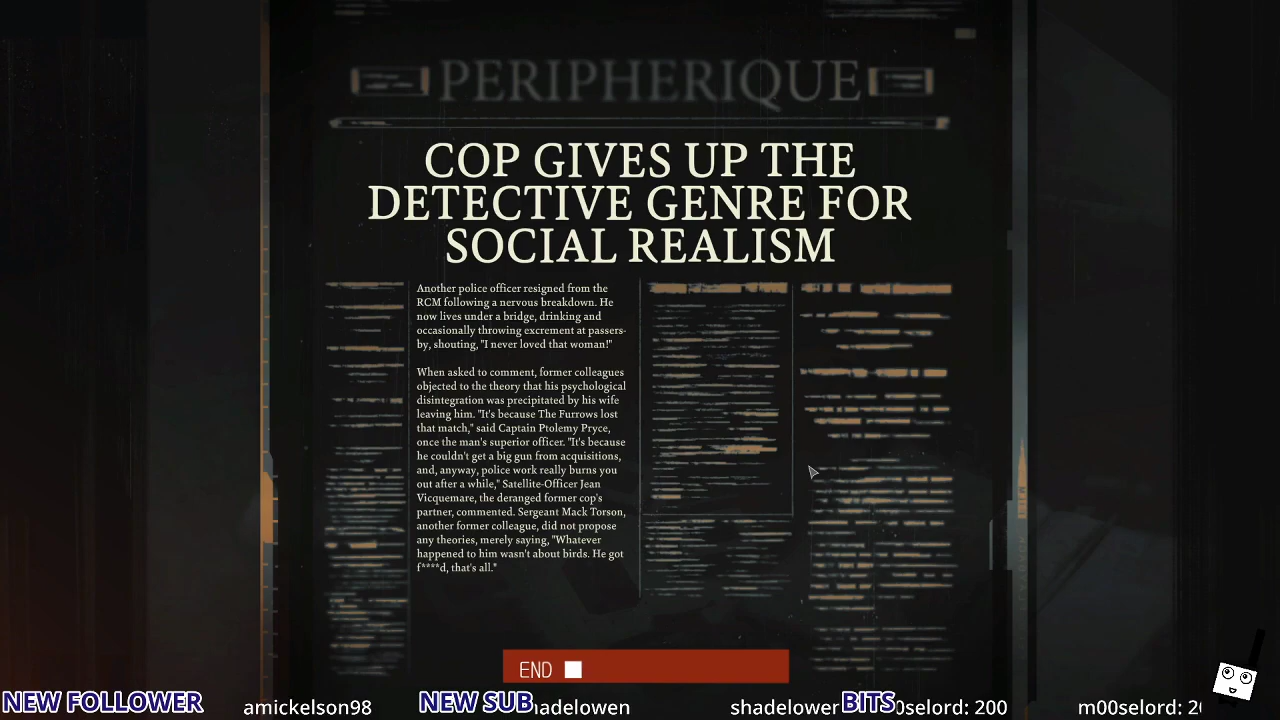 PERIPHERIQUE
COP GIVES UP THE
DETECTIVE GENRE FOR
SOCIAL REALISM
Another police officer resigned from the
RCM following a nervous breakdown. He
now lives under a bridge, drinking and
occasionally throwing excrement at passers-
by, shouting, "I never loved that woman!"
When asked to comment, former colleagues
objected to the theory that his psychological
disintegration was precipitated by his wife
leaving him. "It's because The Furrows lost
that match," said Captain Ptolemy Pryce,
once the man's superior officer. "It's because
he couldn't get a big gun from acquisitions,
and, anyway, police work really burns you
out after a while," Satellite-Officer Jean
Vicquemare, the deranged former cop's
partner, commented. Sergeant Mack Torson,
another former colleague, did not propose
any theories, merely saying, "Whatever
happened to him wasn't about birds. He got
f****d, that's all."
END
NEW FOLLOWER amickelson98 NEW SUB hadelowen shadelower BITS 0selord: 200 m00selord: